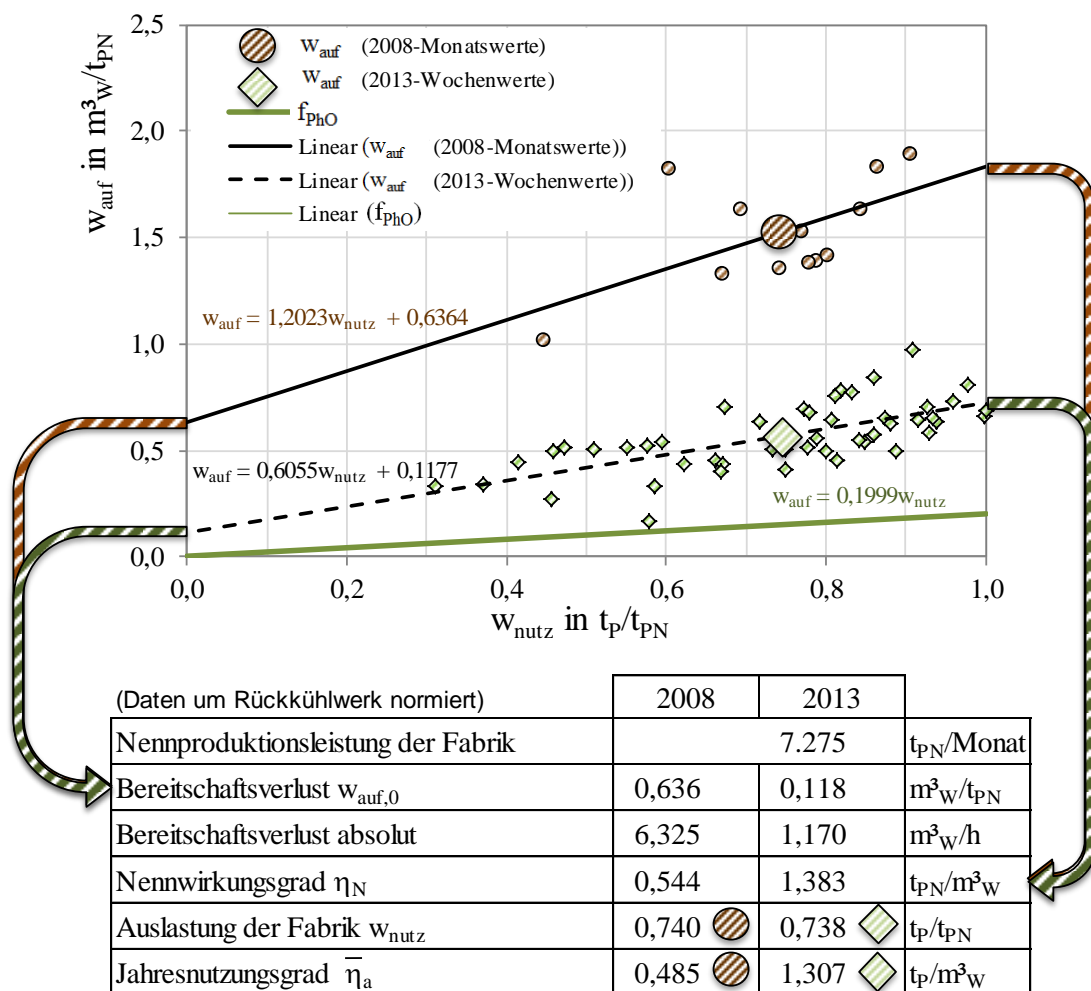 w_auf in m³_W/t_PN
2,5
2,0
1,5
1,0
0,5
0,0
w_auf (2008-Monatswerte)
w_auf (2013-Wochenwerte)
f_PhO
Linear (w_auf (2008-Monatswerte))
Linear (w_auf (2013-Wochenwerte))
Linear (f_PhO)
w_auf = 1,2023w_nutz + 0,6364
w_auf = 0,6055w_nutz + 0,1177
w_auf = 0,1999w_nutz
0,0 0,2 0,4 0,6 0,8 1,0
w_nutz in t_P/t_PN
(Daten um Rückkühlwerk normiert) 2008 2013
Nennproduktionsleistung der Fabrik 7.275 t_PN/Monat
Bereitschaftsverlust w_auf,0 0,636 0,118 m³_W/t_PN
Bereitschaftsverlust absolut 6,325 1,170 m³_W/h
Nennwirkungsgrad η_N 0,544 1,383 t_PN/m³_W
Auslastung der Fabrik w_nutz 0,740 0,738 t_P/t_PN
Jahresnutzungsgrad η̅_a 0,485 1,307 t_P/m³_W